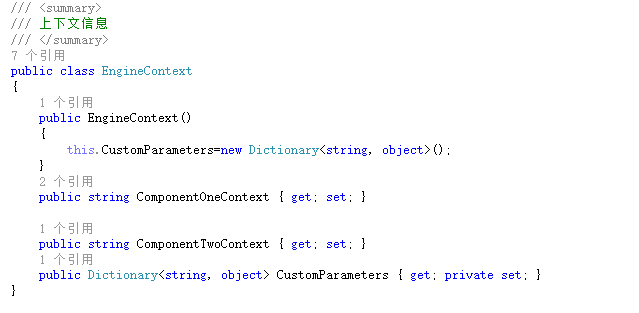 /// <summary>
/// 上下文信息
/// </summary>
7 个引用
public class EngineContext
{
1 个引用
public EngineContext()
{
this.CustomParameters=new Dictionary<string, object>();
}
2 个引用
public string ComponentOneContext { get; set; }
1 个引用
public string ComponentTwoContext { get; set; }
1 个引用
public Dictionary<string, object> CustomParameters { get; private set; }
}